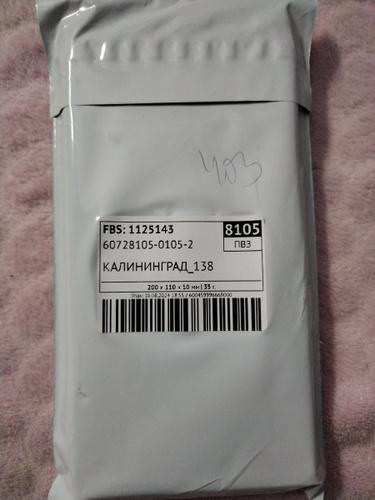 403
FBS: 1125143
8105
60728105-0105-2
ПВЗ
КАЛИНИНГРАД_138
200 x 110 x 10 мм | 35 г.